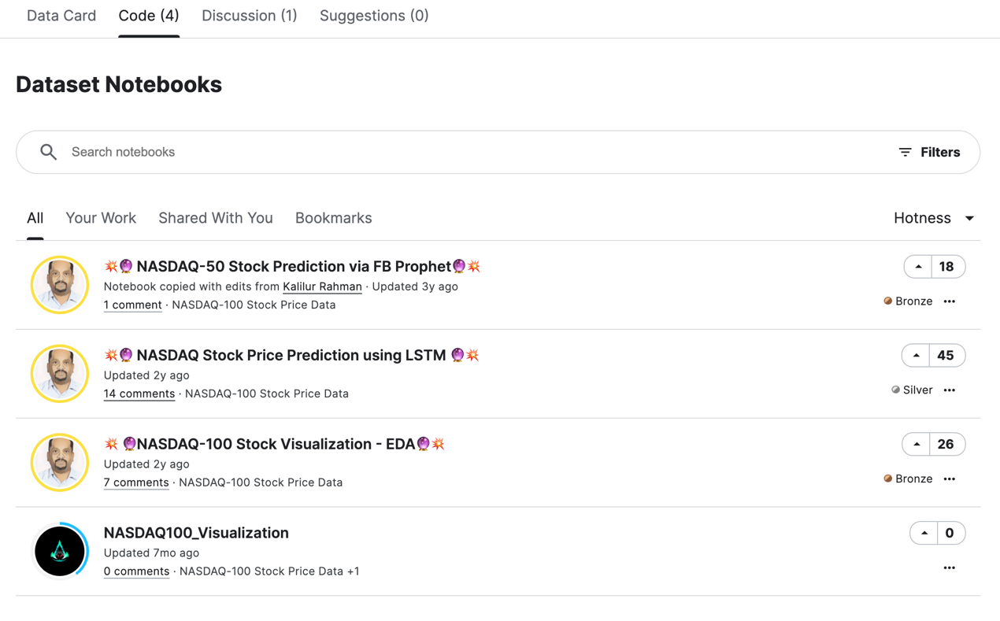 Data Card Code (4) Discussion (1) Suggestions (0)
Dataset Notebooks
Search notebooks Filters
All Your Work Shared With You Bookmarks Hotness
💥🔮 NASDAQ-50 Stock Prediction via FB Prophet🔮💥 18
Notebook copied with edits from Kalilur Rahman · Updated 3y ago
1 comment · NASDAQ-100 Stock Price Data Bronze
💥🔮 NASDAQ Stock Price Prediction using LSTM 🔮💥 45
Updated 2y ago
14 comments · NASDAQ-100 Stock Price Data Silver
💥 🔮NASDAQ-100 Stock Visualization - EDA🔮💥 26
Updated 2y ago
7 comments · NASDAQ-100 Stock Price Data Bronze
NASDAQ100_Visualization 0
Updated 7mo ago
0 comments · NASDAQ-100 Stock Price Data +1